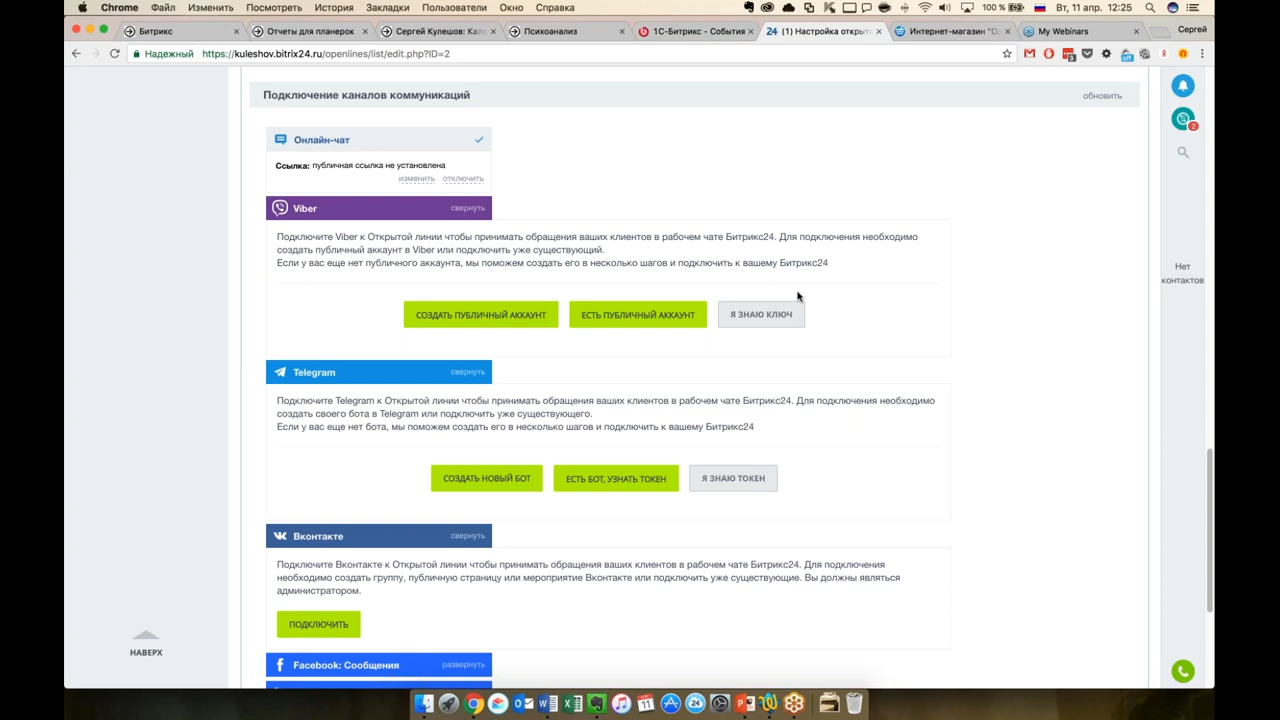 Chrome Файл Изменить Посмотреть История Закладки Пользователи Окно Справка 100 % Вт, 11 апр. 12:25
Битрикс Отчеты для планерок Сергей Кулешов: Кал Психоанализ 1С-Битрикс - События 24 (1) Настройка открыт Интернет-магазин "С My Webinars Сергей
Надежный https://kuleshov.bitrix24.ru/openlines/list/edit.php?ID=2
Подключение каналов коммуникаций обновить
Онлайн-чат
Ссылка: публичная ссылка не установлена
изменить отключить
Viber свернуть
Подключите Viber к Открытой линии чтобы принимать обращения ваших клиентов в рабочем чате Битрикс24. Для подключения необходимо
создать публичный аккаунт в Viber или подключить уже существующий.
Если у вас еще нет публичного аккаунта, мы поможем создать его в несколько шагов и подключить к вашему Битрикс24
СОЗДАТЬ ПУБЛИЧНЫЙ АККАУНТ ЕСТЬ ПУБЛИЧНЫЙ АККАУНТ Я ЗНАЮ КЛЮЧ
Telegram свернуть
Подключите Telegram к Открытой линии чтобы принимать обращения ваших клиентов в рабочем чате Битрикс24. Для подключения необходимо
создать своего бота в Telegram или подключить уже существующего.
Если у вас еще нет бота, мы поможем создать его в несколько шагов и подключить к вашему Битрикс24
СОЗДАТЬ НОВЫЙ БОТ ЕСТЬ БОТ, УЗНАТЬ ТОКЕН Я ЗНАЮ ТОКЕН
Вконтакте свернуть
Подключите Вконтакте к Открытой линии чтобы принимать обращения ваших клиентов в рабочем чате Битрикс24. Для подключения
необходимо создать группу, публичную страницу или мероприятие Вконтакте или подключить уже существующие. Вы должны являться
администратором.
ПОДКЛЮЧИТЬ
Facebook: Сообщения развернуть
НАВЕРХ
2
Нет
контактов